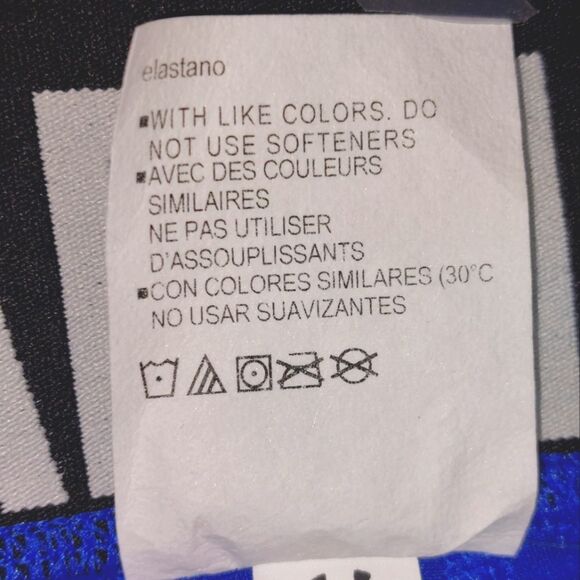 elastano
▪WITH LIKE COLORS. DO
NOT USE SOFTENERS
▪AVEC DES COULEURS
SIMILAIRES
NE PAS UTILISER
D'ASSOUPLISSANTS
▪CON COLORES SIMILARES (30°C
NO USAR SUAVIZANTES